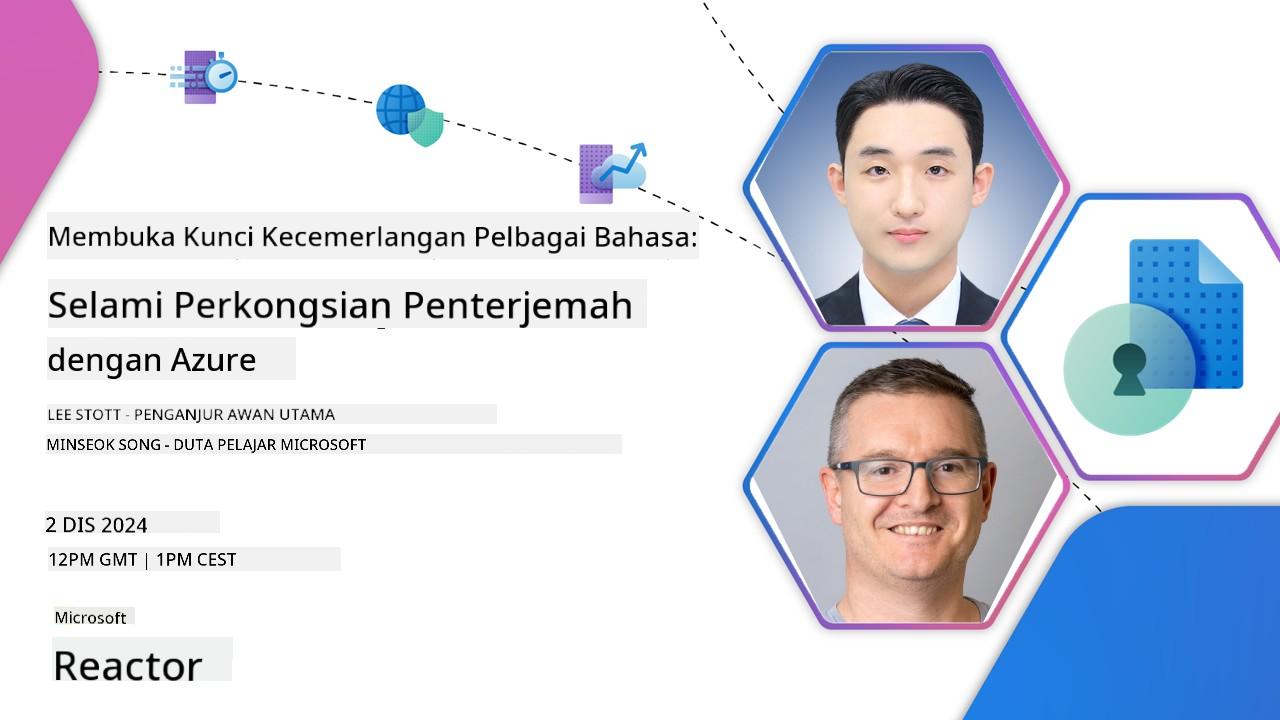 Membuka Kunci Kecemerlangan Pelbagai Bahasa:
Selami Perkongsian Penterjemah
dengan Azure
LEE STOTT - PENGANJUR AWAN UTAMA
MINSEOK SONG - DUTA PELAJAR MICROSOFT
2 DIS 2024
12PM GMT | 1PM CEST
Microsoft
Reactor